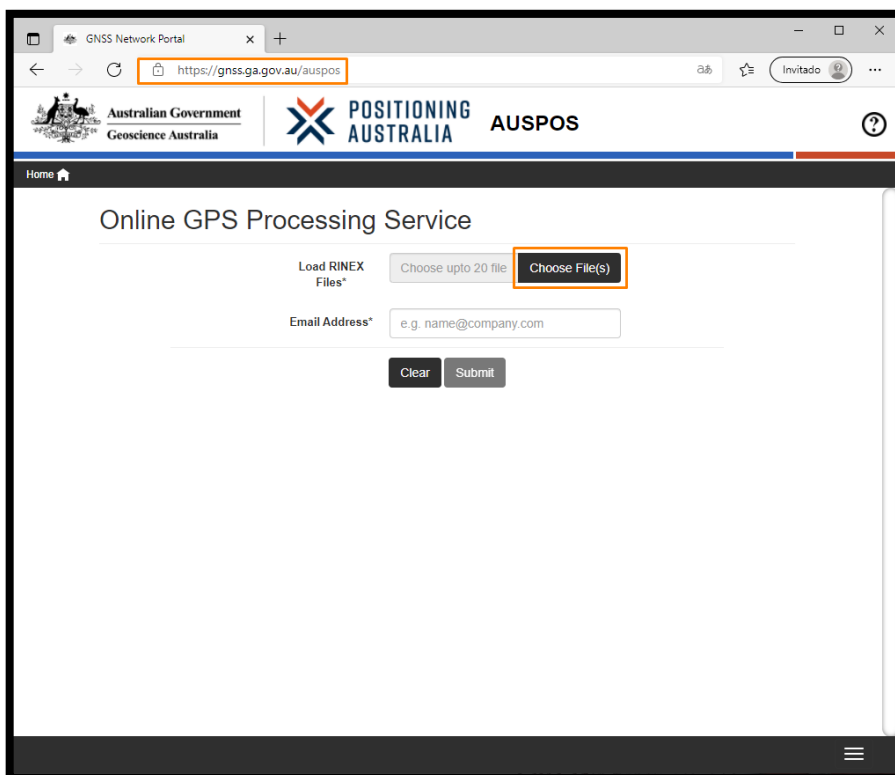 GNSS Network Portal
https://gnss.ga.gov.au/auspos
aあ
Invitado
Australian Government
Geoscience Australia
POSITIONING
AUSTRALIA
AUSPOS
Home
Online GPS Processing Service
Load RINEX
Files*
Choose upto 20 file
Choose File(s)
Email Address*
e.g. name@company.com
Clear
Submit